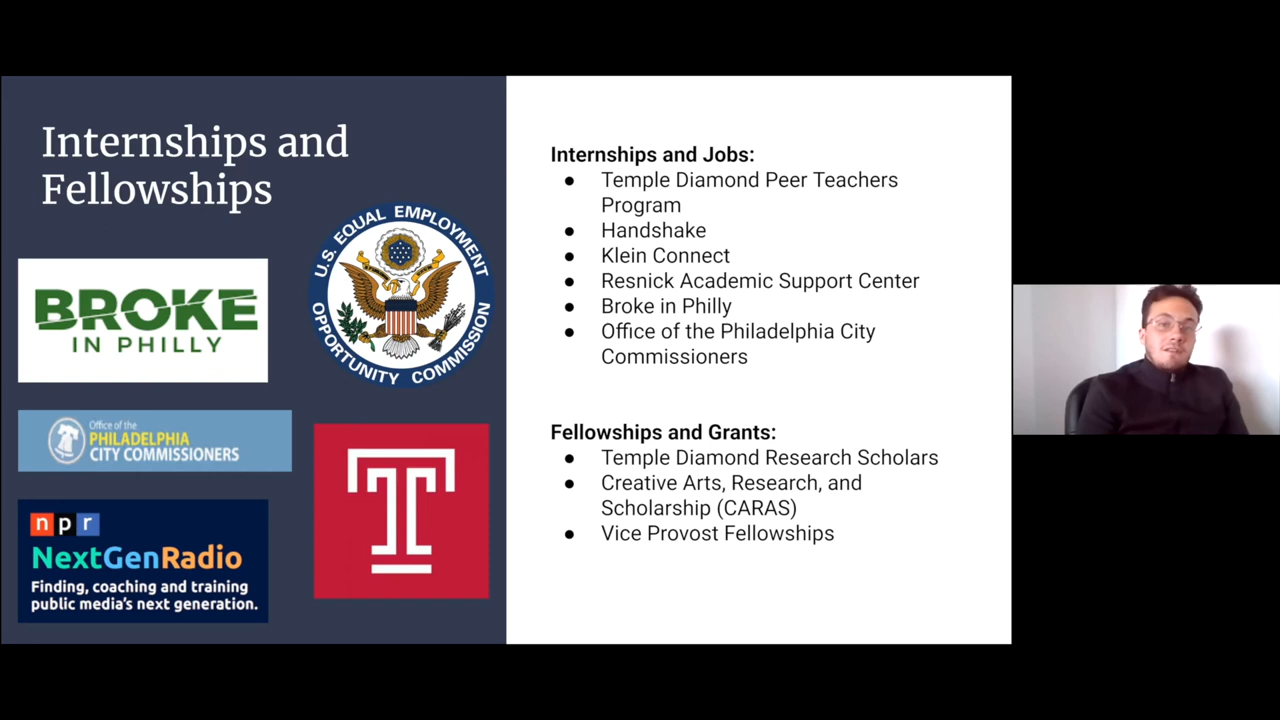 Internships and
Fellowships
BROKE
IN PHILLY
U.S. EQUAL EMPLOYMENT
OPPORTUNITY COMMISSION
Office of the
PHILADELPHIA
CITY COMMISSIONERS
T
npr
NextGenRadio
Finding, coaching and training
public media's next generation.
Internships and Jobs:
● Temple Diamond Peer Teachers
Program
● Handshake
● Klein Connect
● Resnick Academic Support Center
● Broke in Philly
● Office of the Philadelphia City
Commissioners
Fellowships and Grants:
● Temple Diamond Research Scholars
● Creative Arts, Research, and
Scholarship (CARAS)
● Vice Provost Fellowships